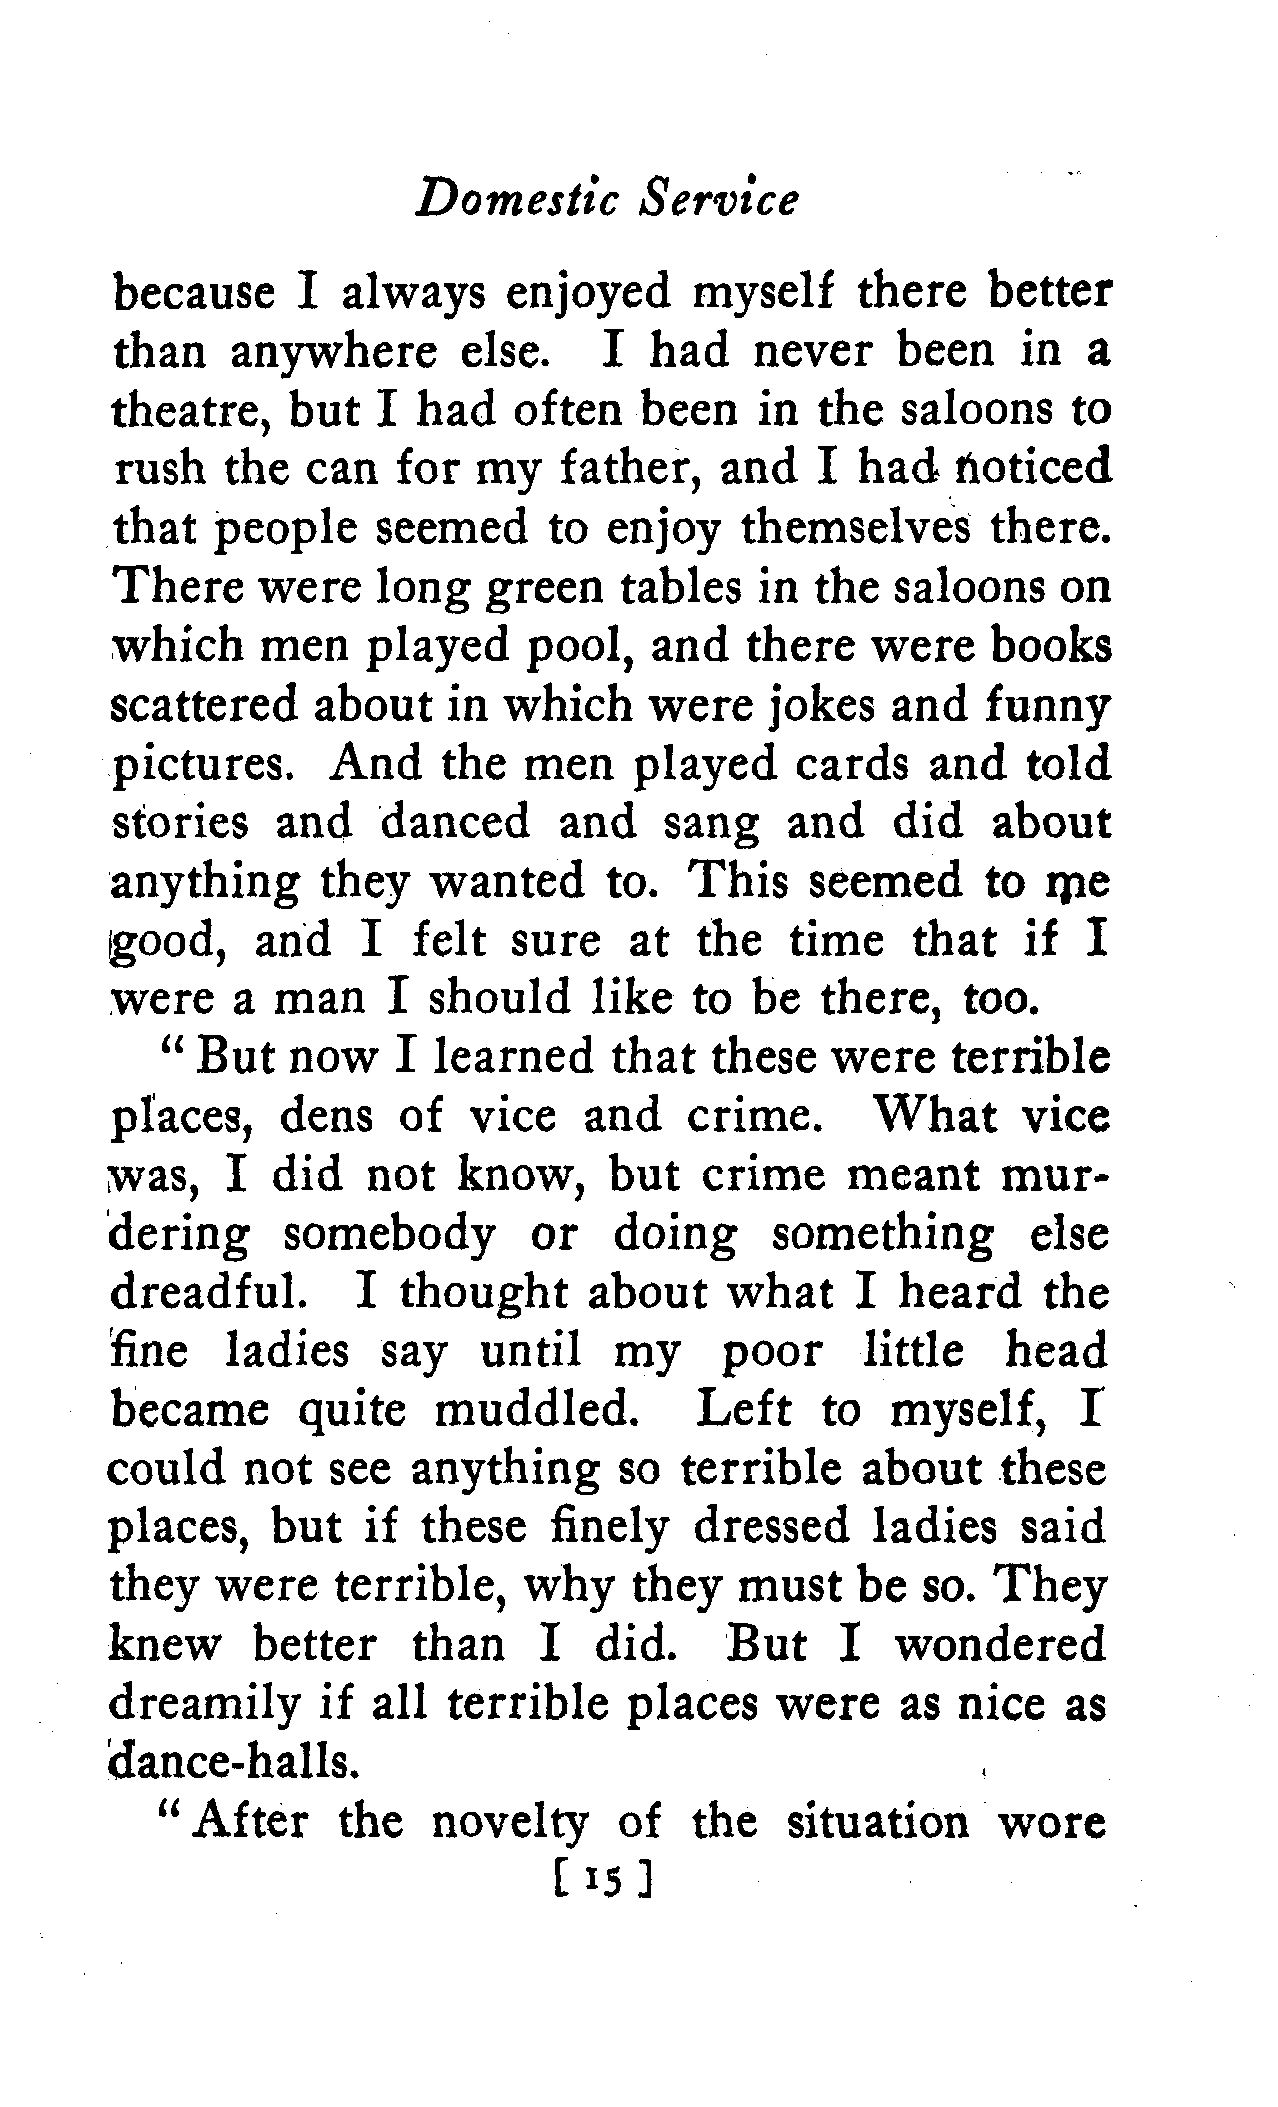 Domestic Service
because I always enjoyed myself there better
than anywhere else. I had never been in a
theatre, but I had often been in the saloons to
rush the can for my father, and I had noticed
that people seemed to enjoy themselves there.
There were long green tables in the saloons on
which men played pool, and there were books
scattered about in which were jokes and funny
pictures. And the men played cards and told
stories and danced and sang and did about
anything they wanted to. This seemed to me
good, and I felt sure at the time that if I
were a man I should like to be there, too.
" But now I learned that these were terrible
places, dens of vice and crime. What vice
was, I did not know, but crime meant mur-
dering somebody or doing something else
dreadful. I thought about what I heard the
fine ladies say until my poor little head
became quite muddled. Left to myself, I
could not see anything so terrible about these
places, but if these finely dressed ladies said
they were terrible, why they must be so. They
knew better than I did. But I wondered
dreamily if all terrible places were as nice as
dance-halls.
" After the novelty of the situation wore
[ 15 ]